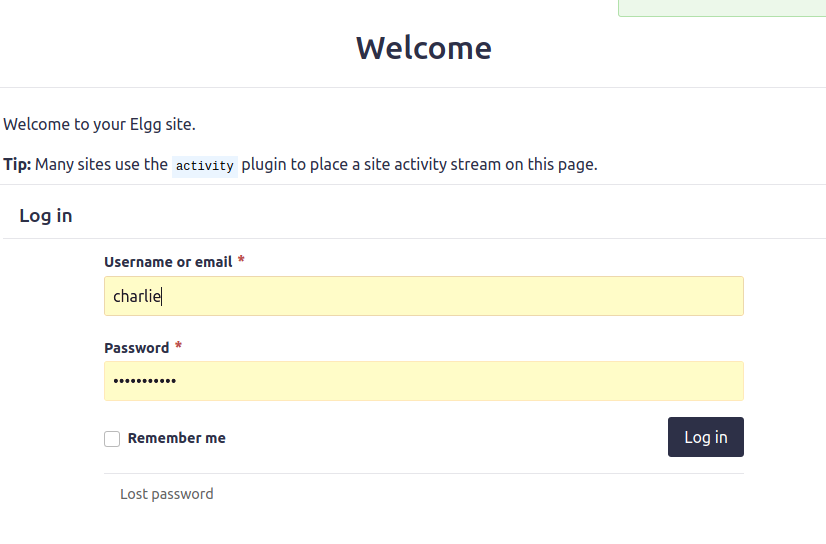 Welcome
Welcome to your Elgg site.
Tip: Many sites use the activity plugin to place a site activity stream on this page.
Log in
Username or email *
charlie
Password *
•••••••••••
Remember me
Log in
Lost password